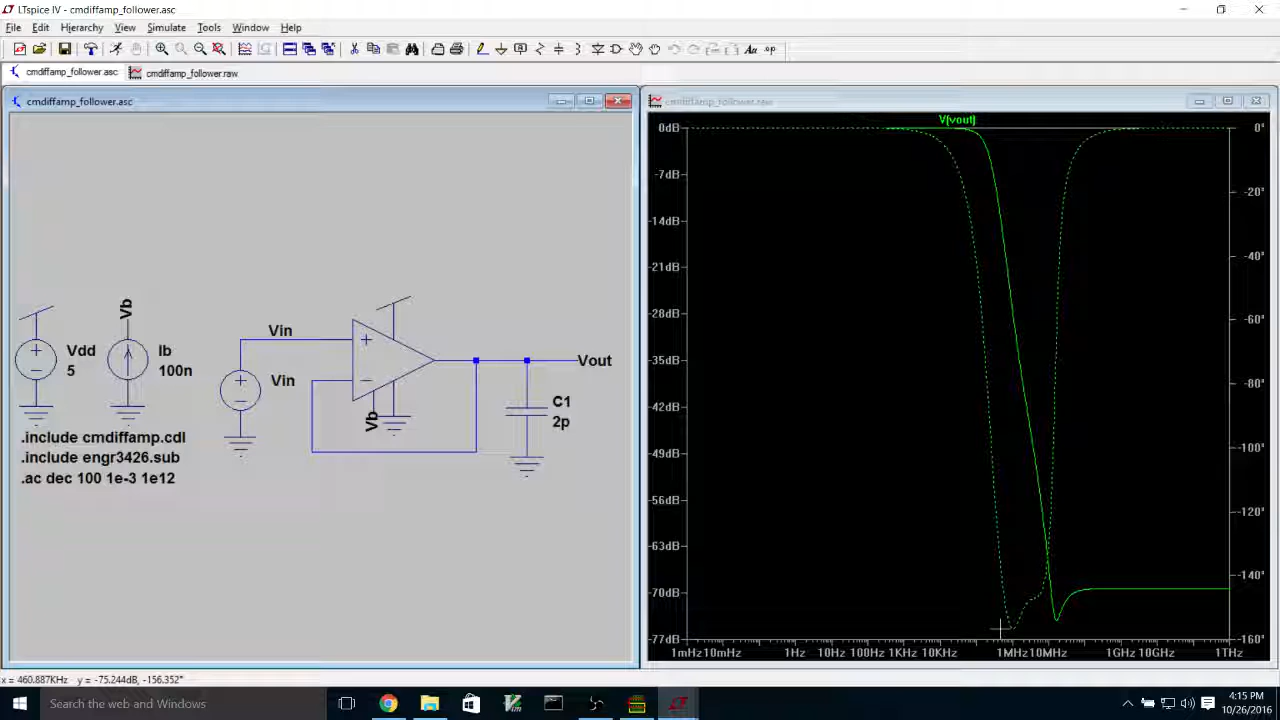 LTspice IV - cmdiffamp_follower.asc
File Edit Hierarchy View Simulate Tools Window Help
cmdiffamp_follower.asc cmdiffamp_follower.raw
cmdiffamp_follower.asc
Vb
Vdd
5
Ib
100n
Vin
Vin
Vb
Vout
C1
2p
.include cmdiffamp.cdl
.include engr3426.sub
.ac dec 100 1e-3 1e12
cmdiffamp_follower.raw
V(vout)
0dB 0°
-7dB
-20°
-14dB
-40°
-21dB
-28dB
-60°
-35dB
-80°
-42dB
-49dB
-100°
-56dB
-120°
-63dB
-140°
-70dB
-77dB -160°
1mHz 10mHz 1Hz 10Hz 100Hz 1KHz 10KHz 1MHz 10MHz 1GHz 10GHz 1THz
x = 460.887KHz y = -75.244dB, -156.352°
Search the web and Windows
4:15 PM
10/26/2016